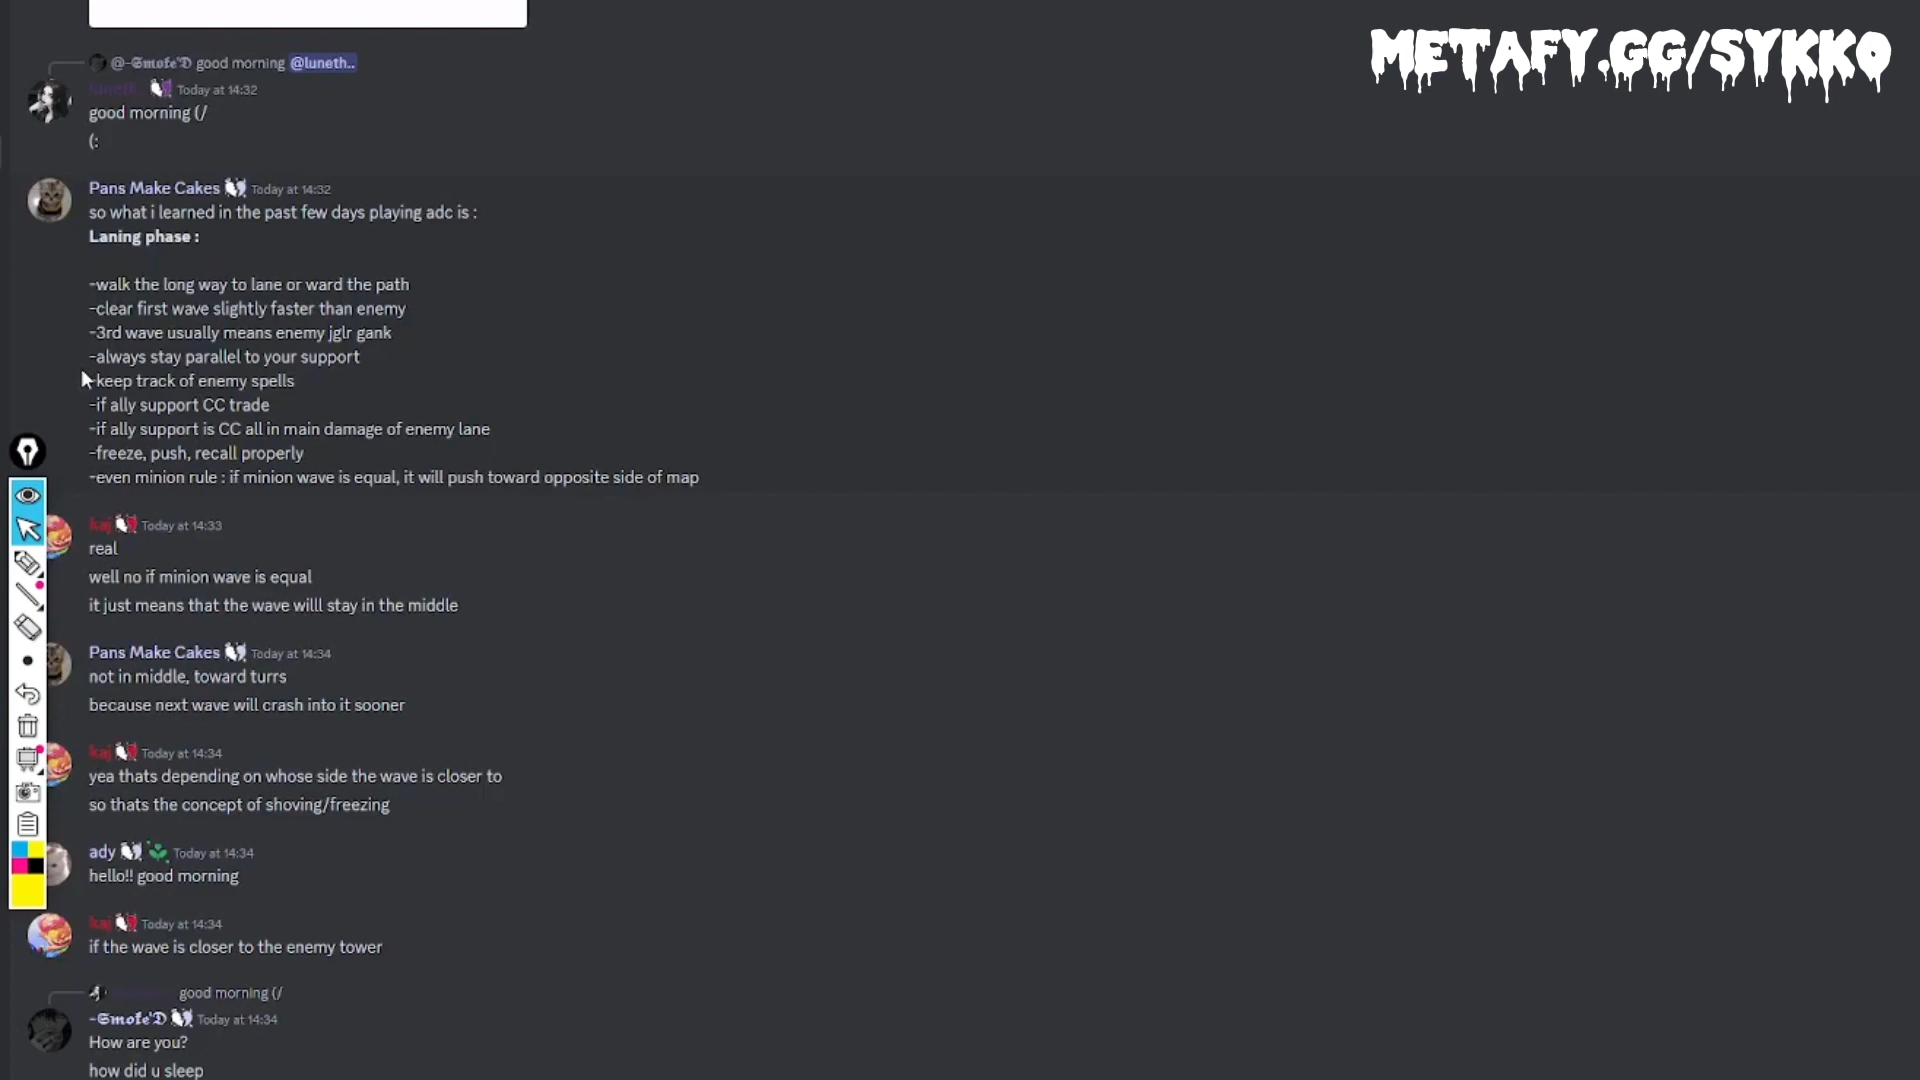 METAFY.GG/SYKKO
@-𝕾𝖒𝖔𝖐𝖊'𝕯 good morning @luneth..
luneth.. Today at 14:32
good morning (/
(:
Pans Make Cakes Today at 14:32
so what i learned in the past few days playing adc is :
Laning phase :
-walk the long way to lane or ward the path
-clear first wave slightly faster than enemy
-3rd wave usually means enemy jglr gank
-always stay parallel to your support
-keep track of enemy spells
-if ally support CC trade
-if ally support is CC all in main damage of enemy lane
-freeze, push, recall properly
-even minion rule : if minion wave is equal, it will push toward opposite side of map
kaj Today at 14:33
real
well no if minion wave is equal
it just means that the wave willl stay in the middle
Pans Make Cakes Today at 14:34
not in middle, toward turrs
because next wave will crash into it sooner
kaj Today at 14:34
yea thats depending on whose side the wave is closer to
so thats the concept of shoving/freezing
ady Today at 14:34
hello!! good morning
kaj Today at 14:34
if the wave is closer to the enemy tower
good morning (/
-𝕾𝖒𝖔𝖐𝖊'𝕯 Today at 14:34
How are you?
how did u sleep